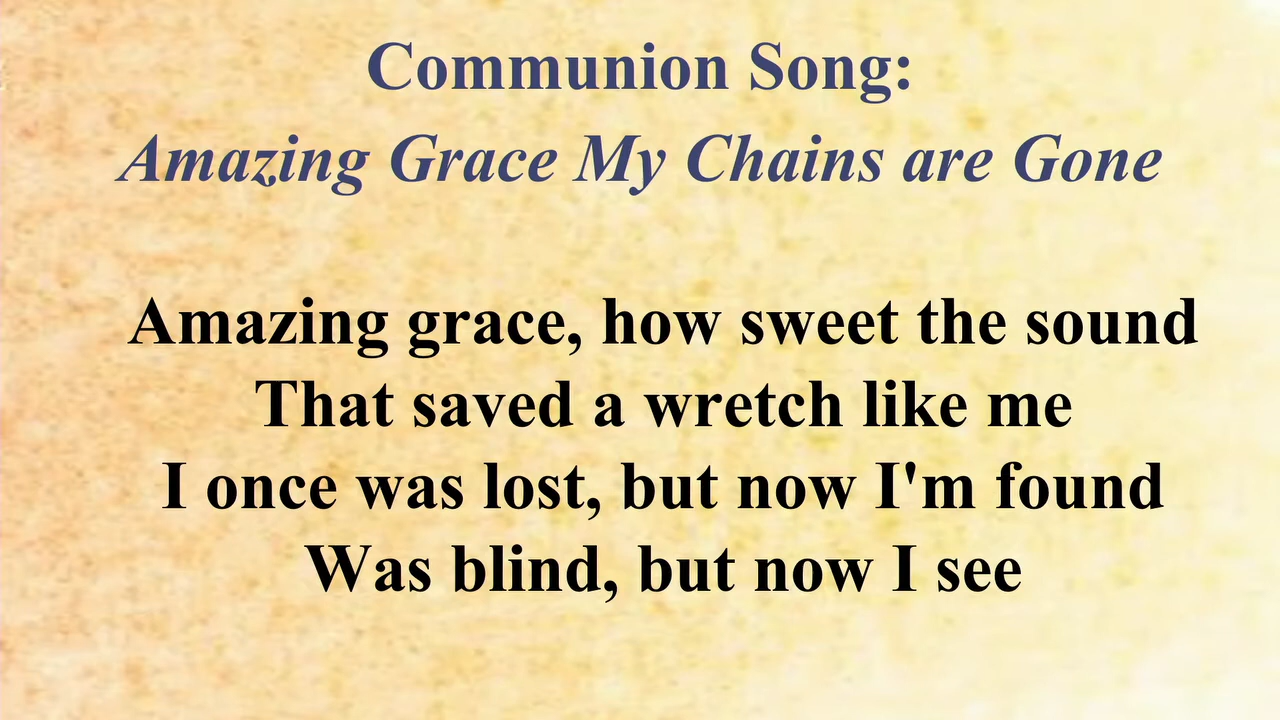 Communion Song:
Amazing Grace My Chains are Gone
Amazing grace, how sweet the sound
That saved a wretch like me
I once was lost, but now I'm found
Was blind, but now I see